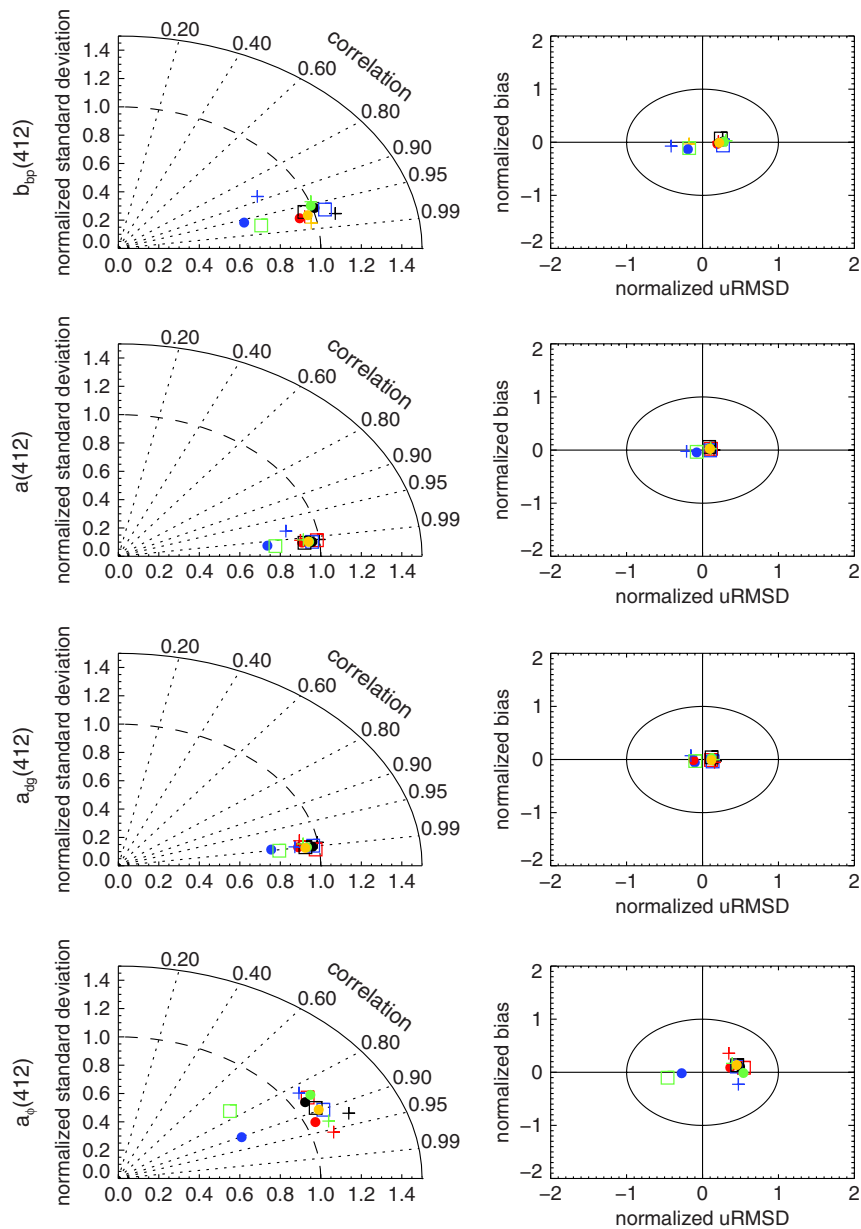 b_bp(412)
normalized standard deviation
1.4
1.2
1.0
0.8
0.6
0.4
0.2
0.0
0.0 0.2 0.4 0.6 0.8 1.0 1.2 1.4
0.20
0.40
0.60
correlation
0.80
0.90
0.95
0.99
normalized bias
2
1
0
−1
−2
−2 −1 0 1 2
normalized uRMSD
a(412)
normalized standard deviation
1.4
1.2
1.0
0.8
0.6
0.4
0.2
0.0
0.0 0.2 0.4 0.6 0.8 1.0 1.2 1.4
0.20
0.40
0.60
correlation
0.80
0.90
0.95
0.99
normalized bias
2
1
0
−1
−2
−2 −1 0 1 2
normalized uRMSD
a_dg(412)
normalized standard deviation
1.4
1.2
1.0
0.8
0.6
0.4
0.2
0.0
0.0 0.2 0.4 0.6 0.8 1.0 1.2 1.4
0.20
0.40
0.60
correlation
0.80
0.90
0.95
0.99
normalized bias
2
1
0
−1
−2
−2 −1 0 1 2
normalized uRMSD
a_ϕ(412)
normalized standard deviation
1.4
1.2
1.0
0.8
0.6
0.4
0.2
0.0
0.0 0.2 0.4 0.6 0.8 1.0 1.2 1.4
0.20
0.40
0.60
correlation
0.80
0.90
0.95
0.99
normalized bias
2
1
0
−1
−2
−2 −1 0 1 2
normalized uRMSD